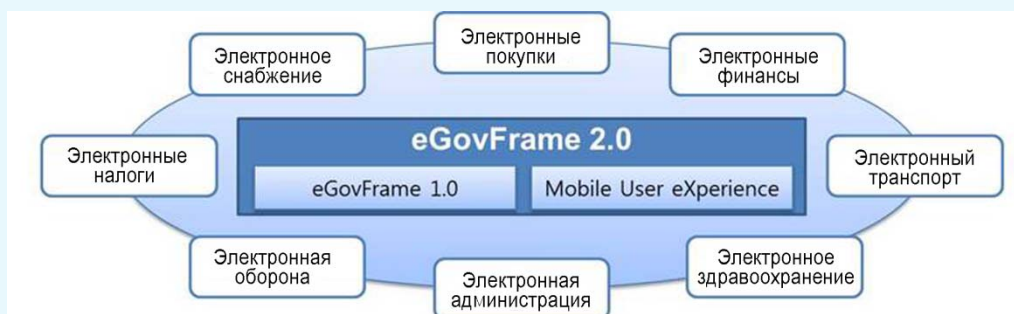 Электронные
покупки
Электронное
снабжение
Электронные
финансы
eGovFrame 2.0
Электронные
налоги
eGovFrame 1.0
Mobile User eXperience
Электронный
транспорт
Электронная
оборона
Электронная
администрация
Электронное
здравоохранение